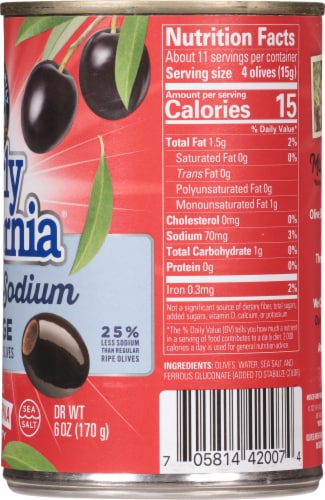 Nutrition Facts
About 11 servings per container
Serving size 4 olives (15g)
Amount per serving
Calories 15
% Daily Value*
Total Fat 1.5g 2%
Saturated Fat 0g 0%
Trans Fat 0g
Polyunsaturated Fat 0g
Monounsaturated Fat 1g
Cholesterol 0mg 0%
Sodium 70mg 3%
Total Carbohydrate 1g 0%
Protein 0g 0%
Iron 0.3mg 2%
Not a significant source of dietary fiber, total sugars,
added sugars, vitamin D, calcium, or potassium.
*The % Daily Value (DV) tells you how much a nutrient
in a serving of food contributes to a daily diet. 2,000
calories a day is used for general nutrition advice.
INGREDIENTS: OLIVES, WATER, SEA SALT AND
FERROUS GLUCONATE (ADDED TO STABILIZE COLOR).
7 05814 42007 4
ly
rnia®
Sodium
GE
OLIVES
25%
LESS SODIUM
THAN REGULAR
RIPE OLIVES
SEA
SALT
DR WT
6 OZ (170 g)